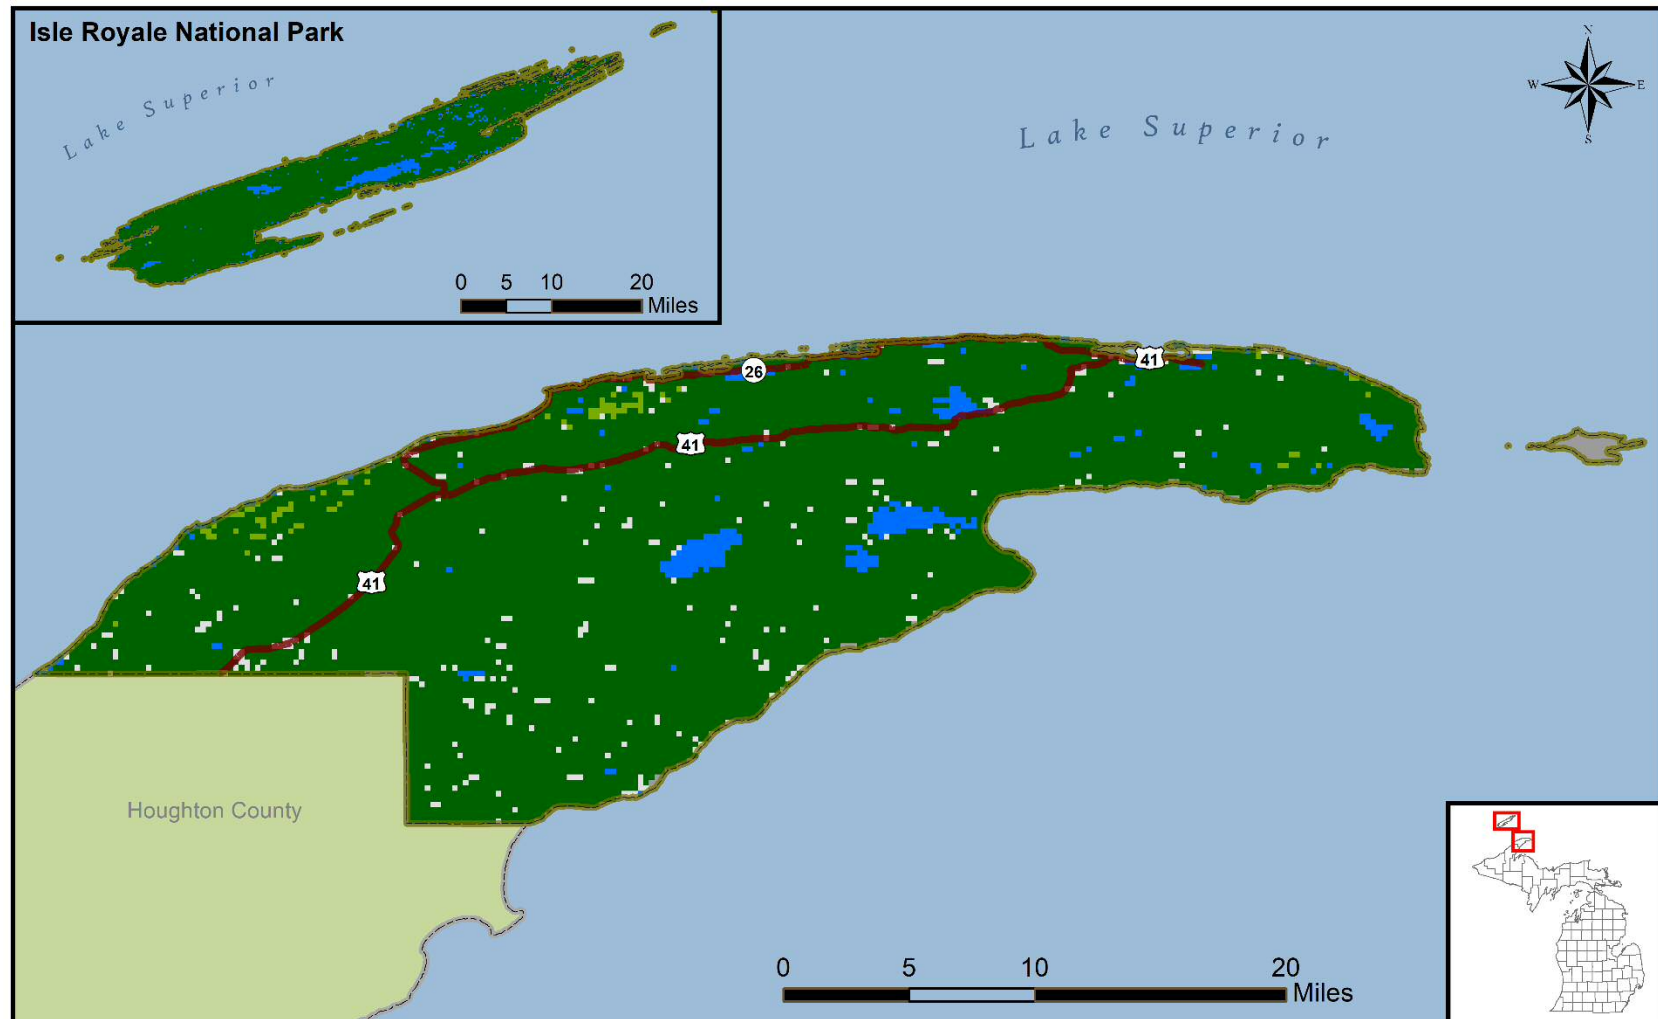 Isle Royale National Park
Lake Superior
0 5 10 20
Miles
N
W E
S
Lake Superior
26
41
41
41
Houghton County
0 5 10 20
Miles